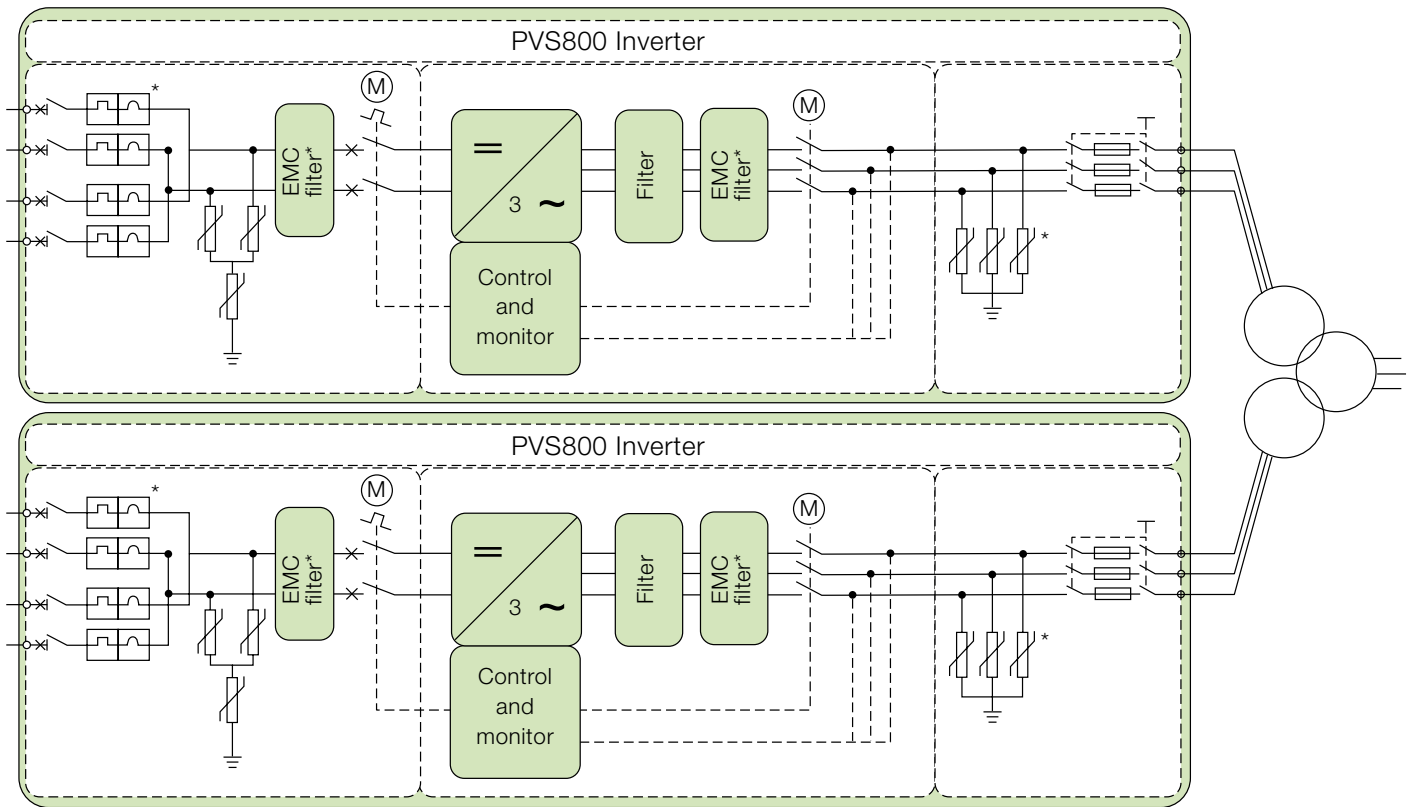 PVS800 Inverter
*
M
M
EMC
filter*
=
3 ~
Filter
EMC
filter*
Control
and
monitor
*
PVS800 Inverter
*
M
M
EMC
filter*
=
3 ~
Filter
EMC
filter*
Control
and
monitor
*